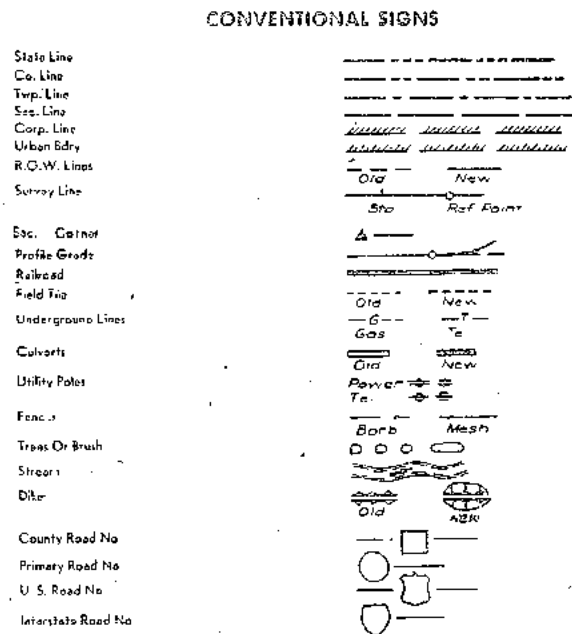 CONVENTIONAL SIGNS
State Line
Co. Line
Twp. Line
Sec. Line
Corp. Line
Urban Bdry
R.O.W. Lines
Old New
Survey Line
Sta Ref Point
Sec. Corner
Profile Grade
Railroad
Field Tile
Old New
Underground Lines
G T
Gas Te
Culverts
Old New
Utility Poles
Power
Tel
Fence
Barb Mesh
Trees Or Brush
Stream
Dike
Old New
County Road No
Primary Road No
U. S. Road No
Interstate Road No